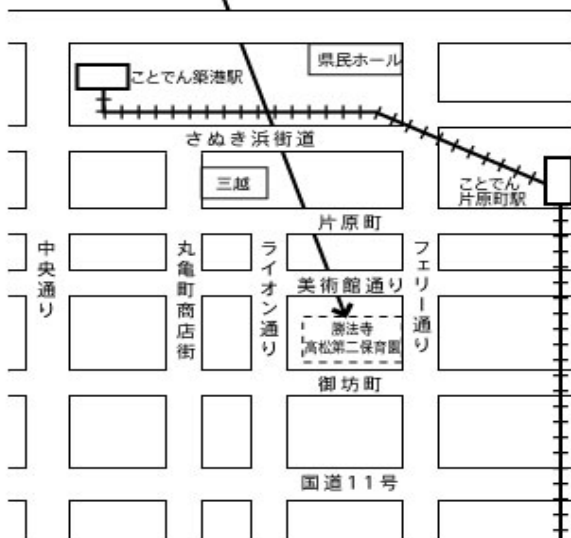 県民ホール
ことでん築港駅
さぬき浜街道
三越
ことでん
片原町駅
片原町
中央通り
丸亀町商店街
ライオン通り
フェリー通り
美術館通り
勝法寺
高松第二保育園
御坊町
国道11号